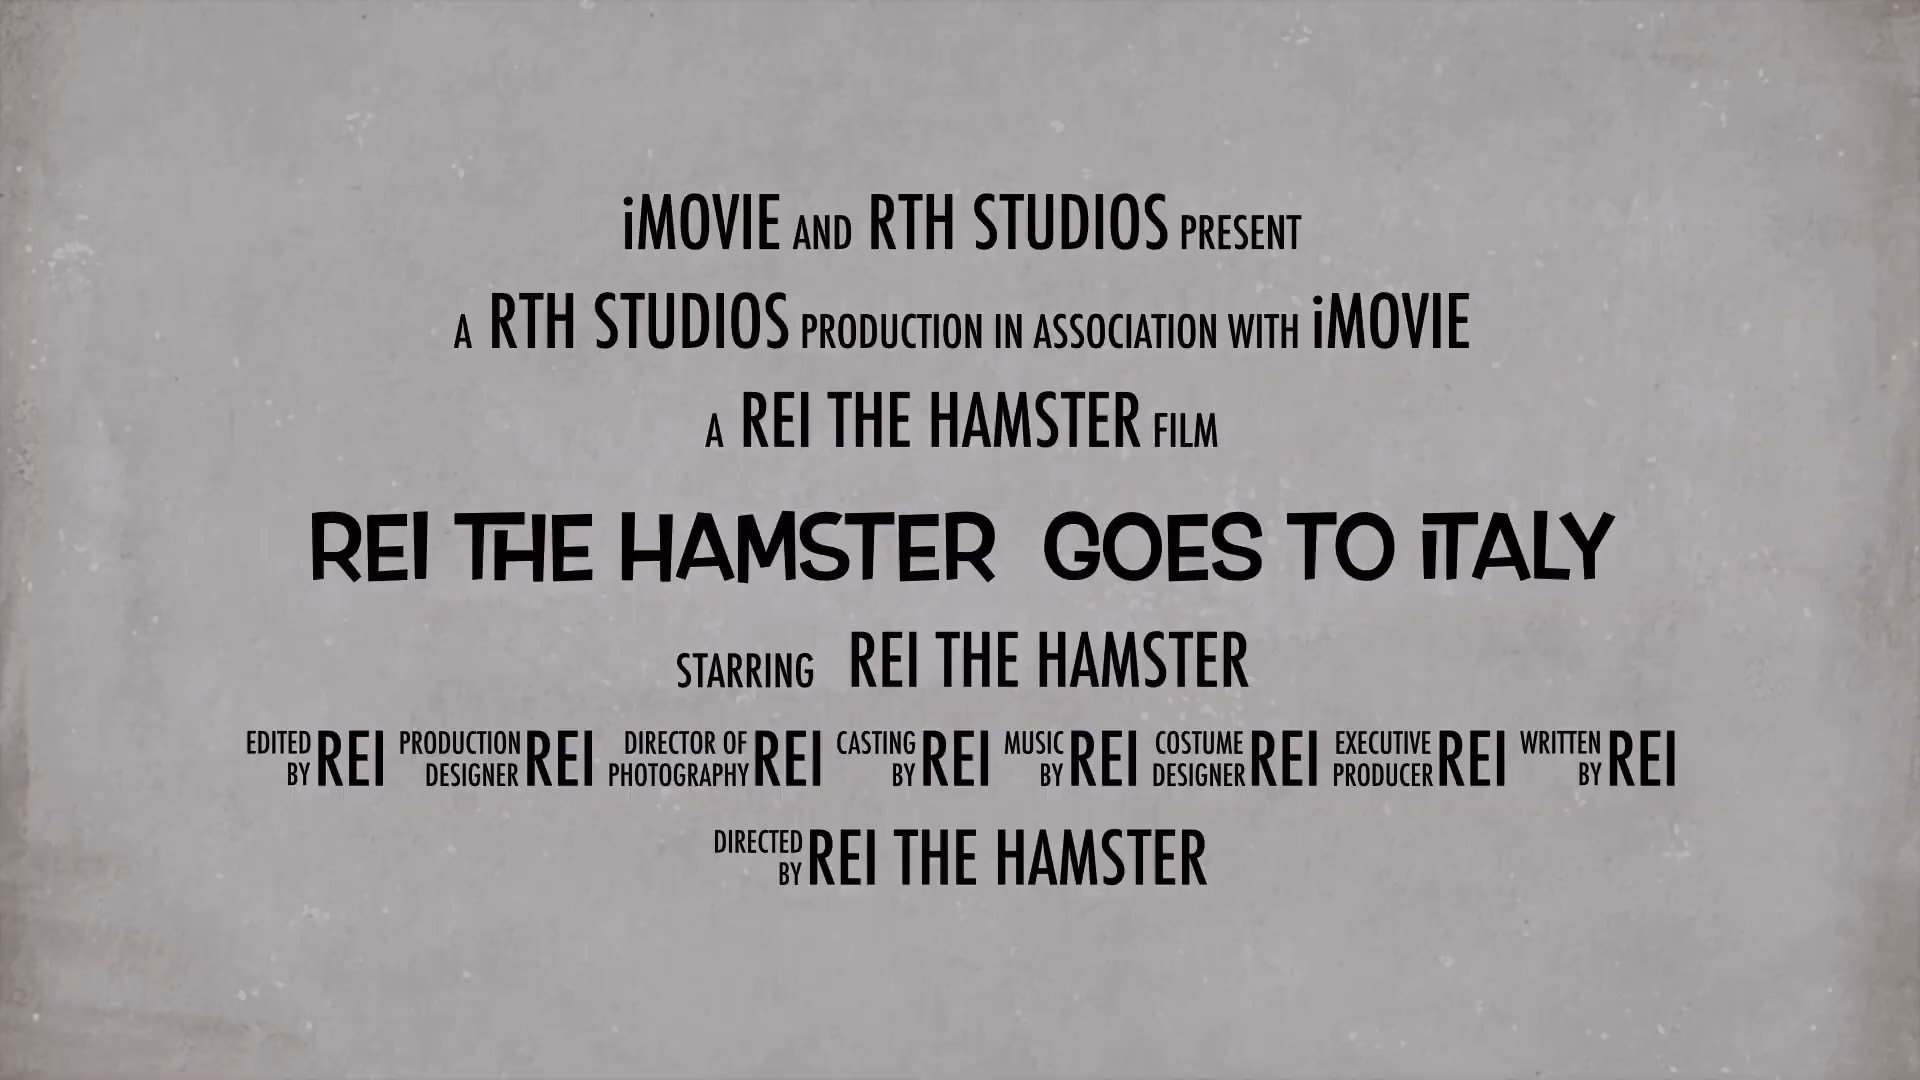 iMOVIE AND RTH STUDIOS PRESENT
A RTH STUDIOS PRODUCTION IN ASSOCIATION WITH iMOVIE
A REI THE HAMSTER FILM
REI THE HAMSTER GOES TO iTALY
STARRING REI THE HAMSTER
EDITED BY REI PRODUCTION DESIGNER REI DIRECTOR OF PHOTOGRAPHY REI CASTING BY REI MUSIC BY REI COSTUME DESIGNER REI EXECUTIVE PRODUCER REI WRITTEN BY REI
DIRECTED BY REI THE HAMSTER